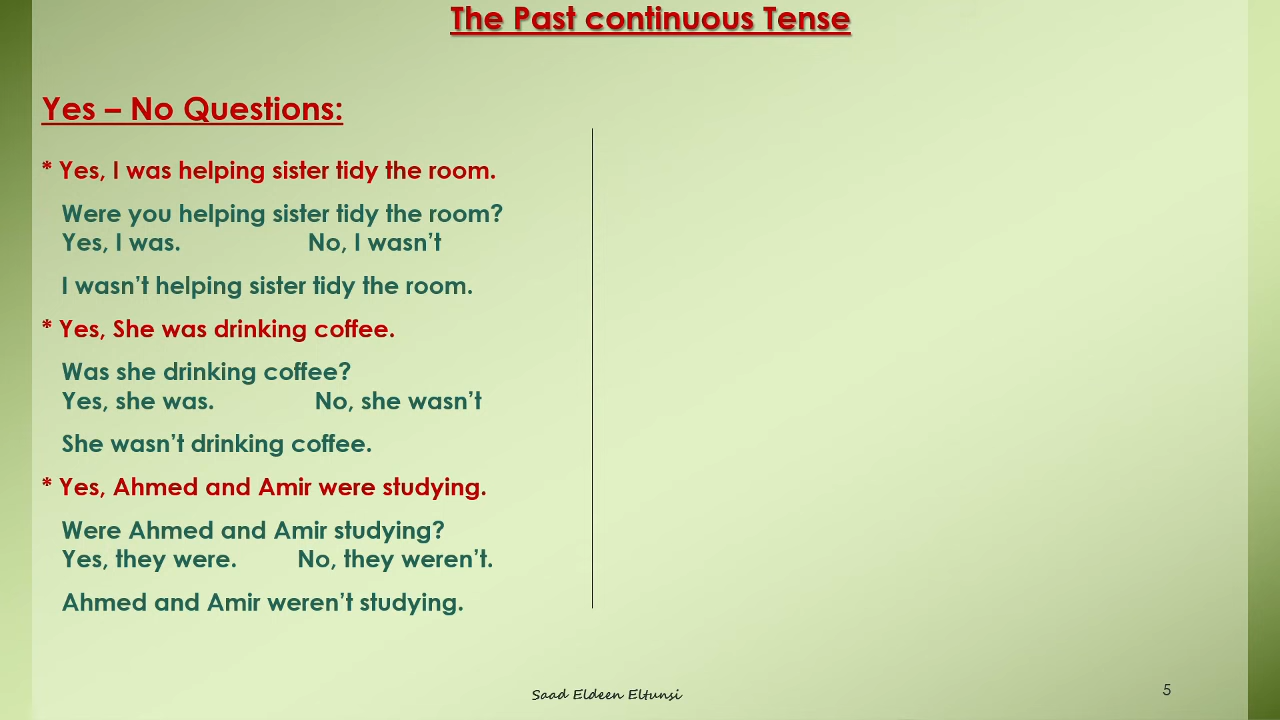 The Past continuous Tense
Yes – No Questions:
* Yes, I was helping sister tidy the room.
Were you helping sister tidy the room?
Yes, I was. No, I wasn’t
I wasn’t helping sister tidy the room.
* Yes, She was drinking coffee.
Was she drinking coffee?
Yes, she was. No, she wasn’t
She wasn’t drinking coffee.
* Yes, Ahmed and Amir were studying.
Were Ahmed and Amir studying?
Yes, they were. No, they weren’t.
Ahmed and Amir weren’t studying.
Saad Eldeen Eltunsi
5